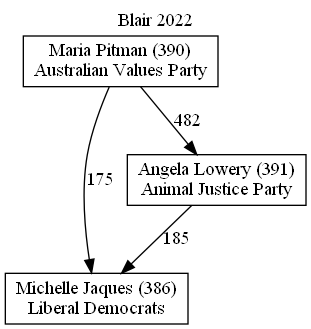 Blair 2022
Maria Pitman (390)
Australian Values Party
482
Angela Lowery (391)
Animal Justice Party
175
185
Michelle Jaques (386)
Liberal Democrats